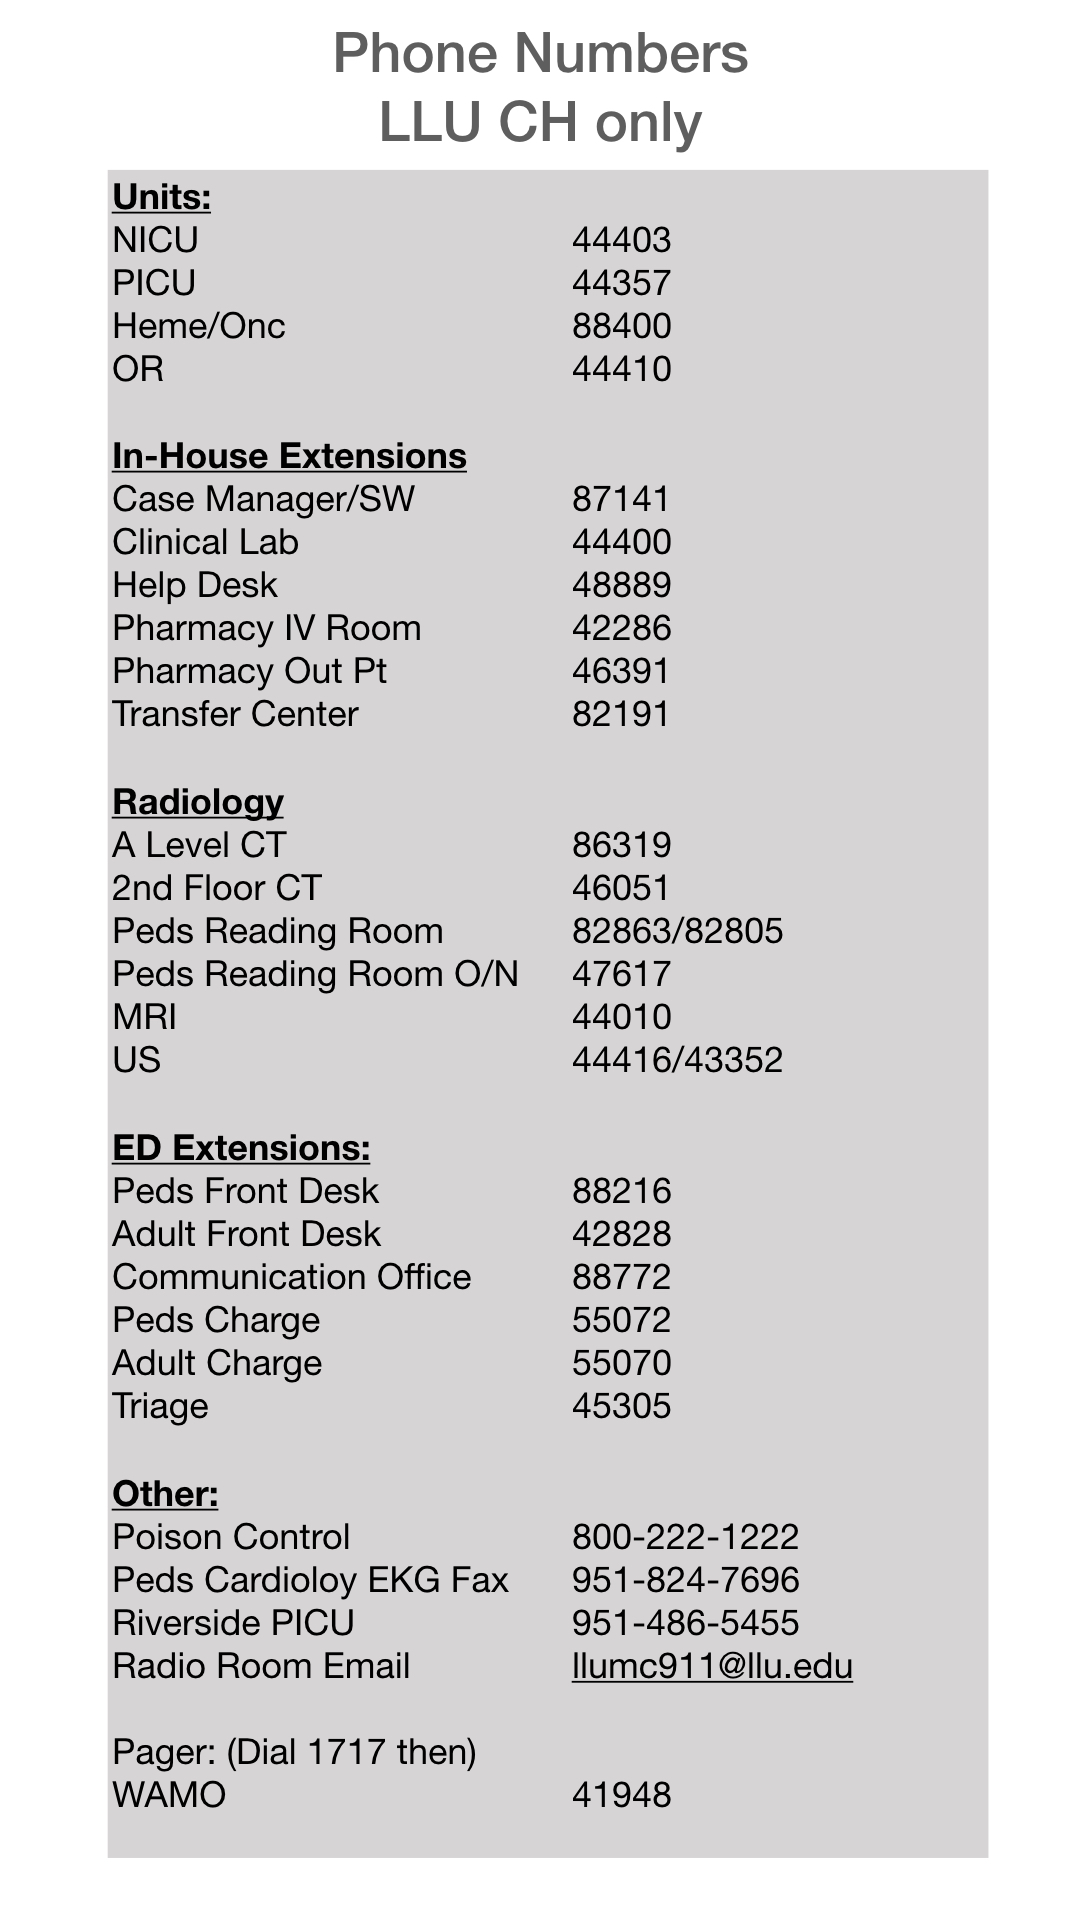 Phone Numbers
LLU CH only
Units:
NICU 44403
PICU 44357
Heme/Onc 88400
OR 44410
In-House Extensions
Case Manager/SW 87141
Clinical Lab 44400
Help Desk 48889
Pharmacy IV Room 42286
Pharmacy Out Pt 46391
Transfer Center 82191
Radiology
A Level CT 86319
2nd Floor CT 46051
Peds Reading Room 82863/82805
Peds Reading Room O/N 47617
MRI 44010
US 44416/43352
ED Extensions:
Peds Front Desk 88216
Adult Front Desk 42828
Communication Office 88772
Peds Charge 55072
Adult Charge 55070
Triage 45305
Other:
Poison Control 800-222-1222
Peds Cardioloy EKG Fax 951-824-7696
Riverside PICU 951-486-5455
Radio Room Email llumc911@llu.edu
Pager: (Dial 1717 then)
WAMO 41948